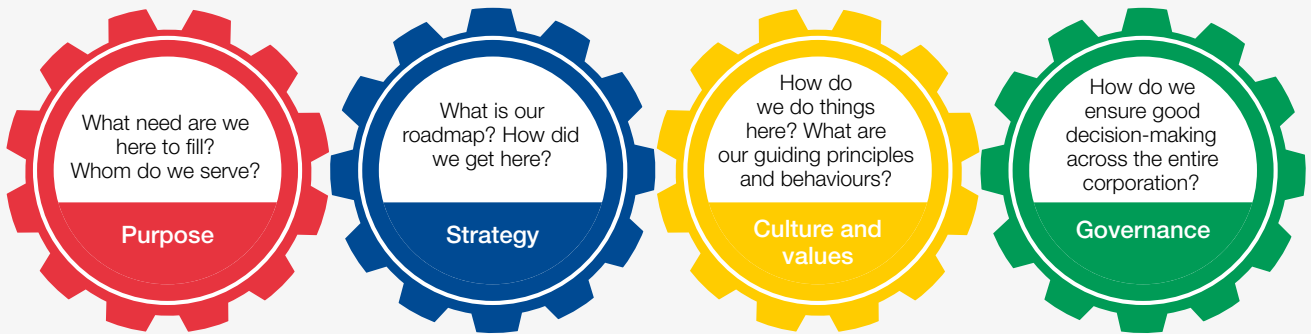 What need are we
here to fill?
Whom do we serve?
Purpose
What is our
roadmap? How did
we get here?
Strategy
How do
we do things
here? What are
our guiding principles
and behaviours?
Culture and
values
How do we
ensure good
decision-making
across the entire
corporation?
Governance